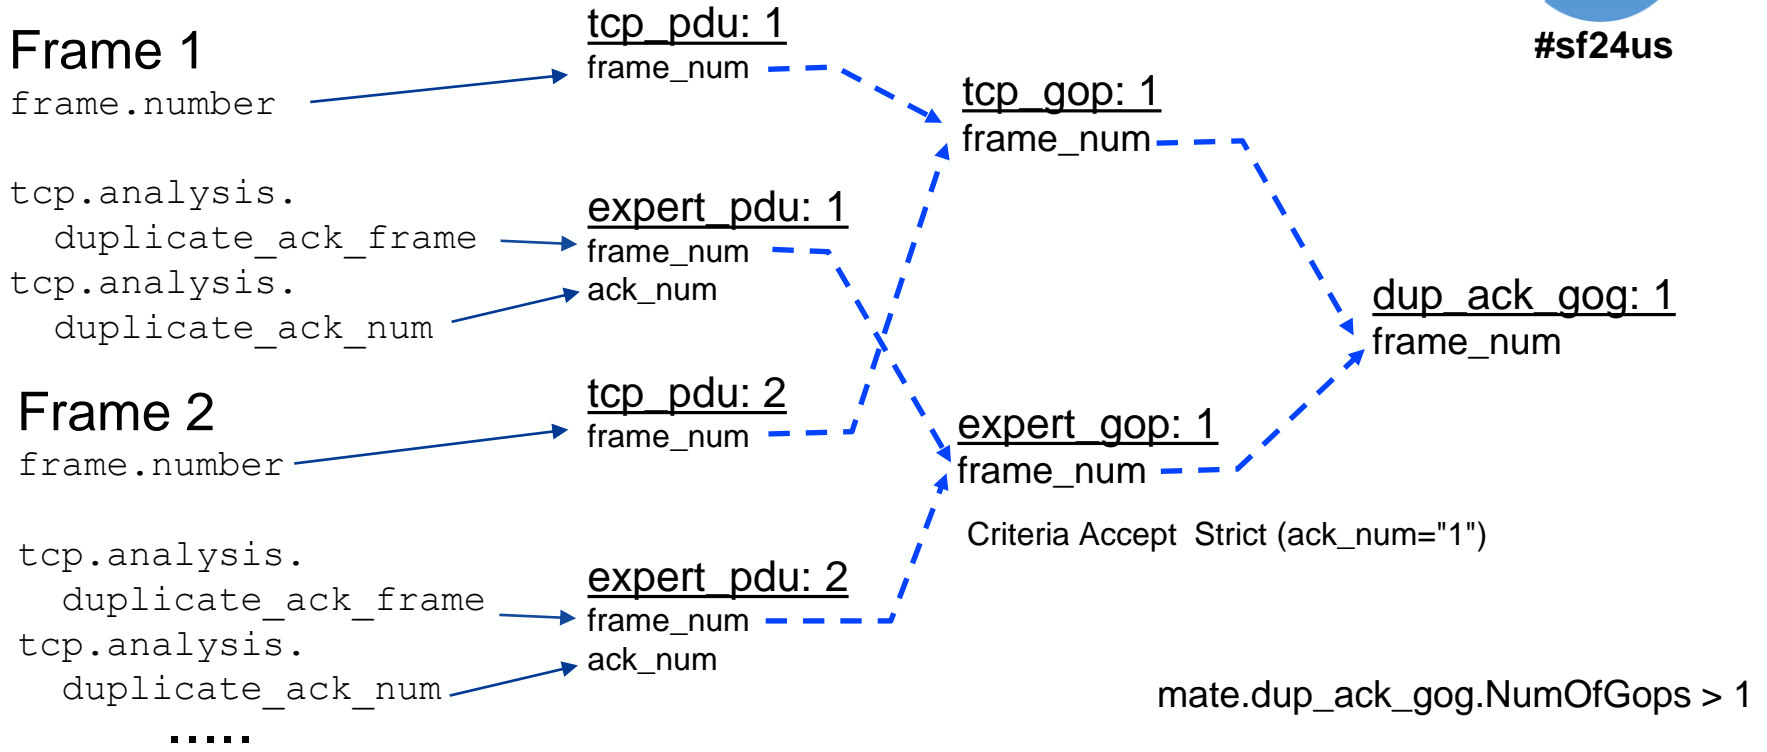 #sf24us
Frame 1
frame.number
tcp.analysis.
duplicate_ack_frame
tcp.analysis.
duplicate_ack_num
Frame 2
frame.number
tcp.analysis.
duplicate_ack_frame
tcp.analysis.
duplicate_ack_num
.....
tcp_pdu: 1
frame_num
expert_pdu: 1
frame_num
ack_num
tcp_pdu: 2
frame_num
expert_pdu: 2
frame_num
ack_num
tcp_gop: 1
frame_num
expert_gop: 1
frame_num
Criteria Accept  Strict (ack_num="1")
dup_ack_gog: 1
frame_num
mate.dup_ack_gog.NumOfGops > 1